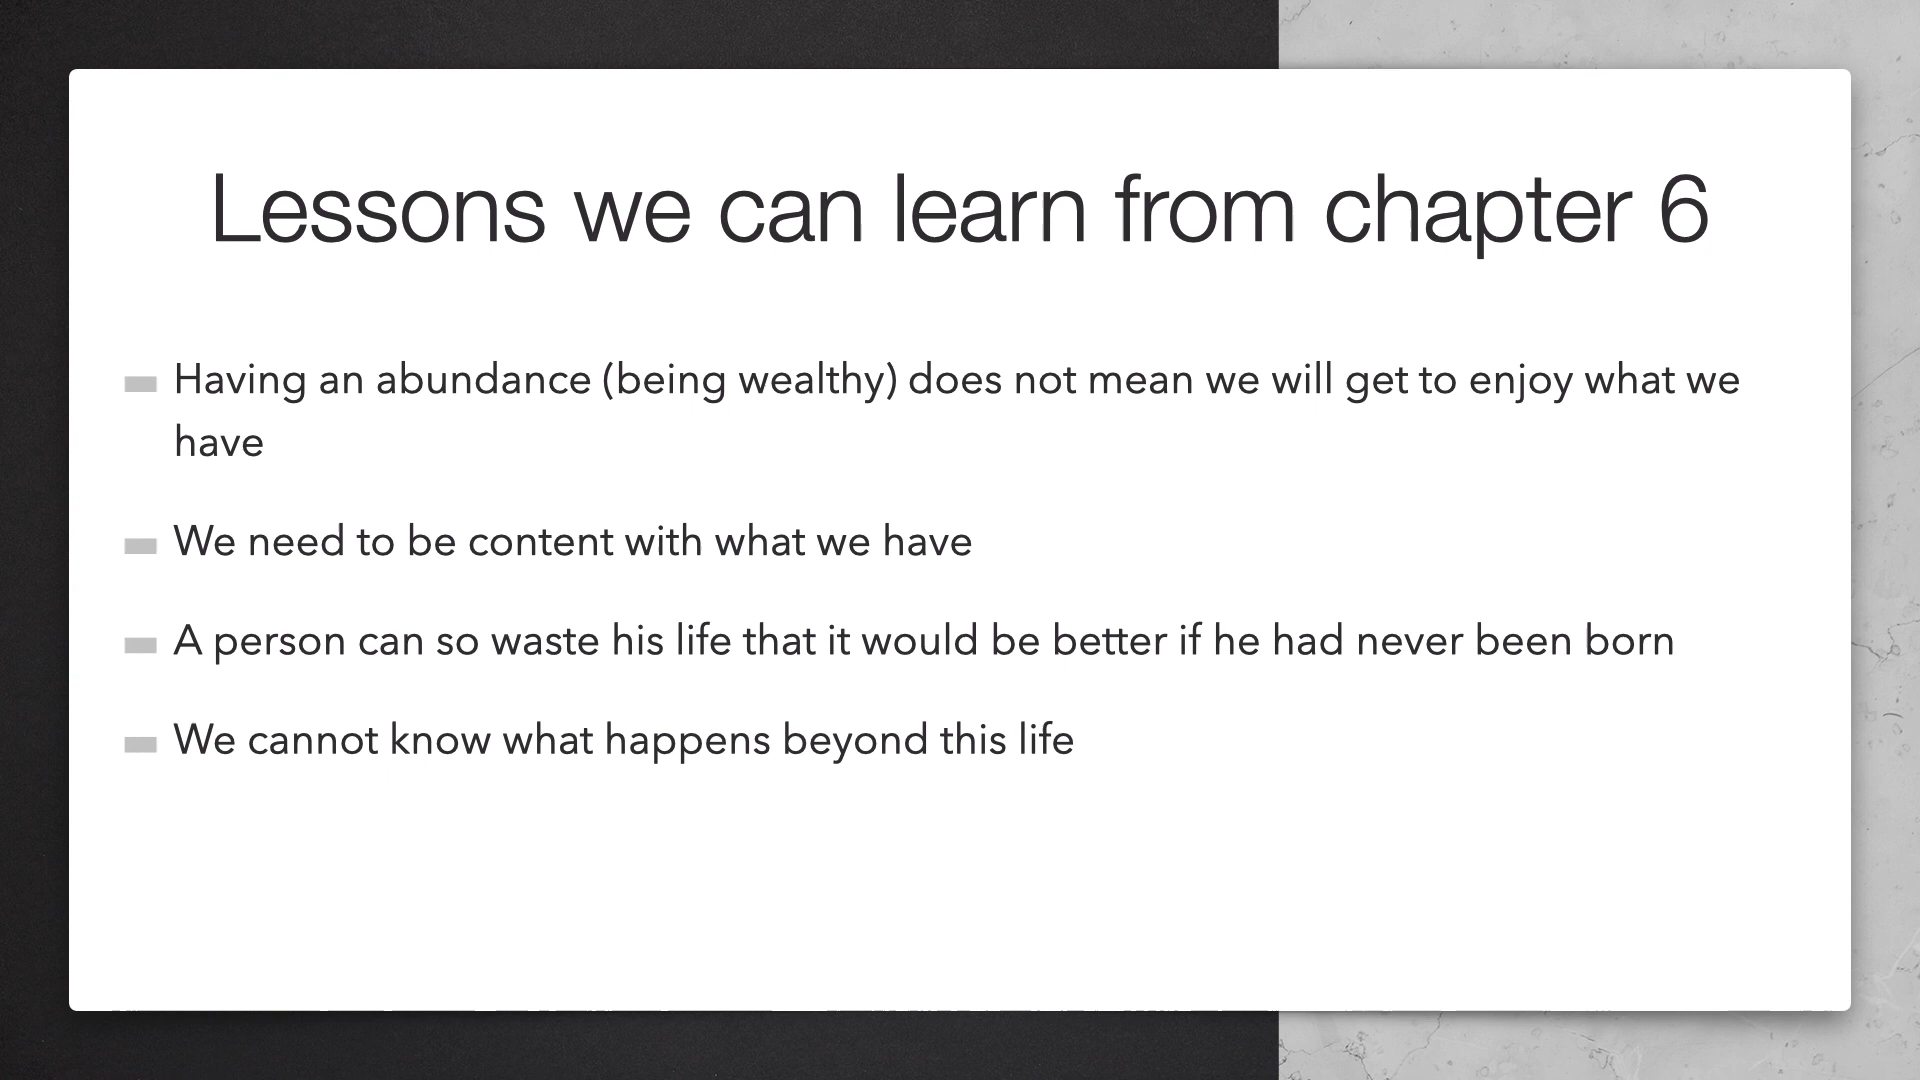 Lessons we can learn from chapter 6
Having an abundance (being wealthy) does not mean we will get to enjoy what we
have
We need to be content with what we have
A person can so waste his life that it would be better if he had never been born
We cannot know what happens beyond this life